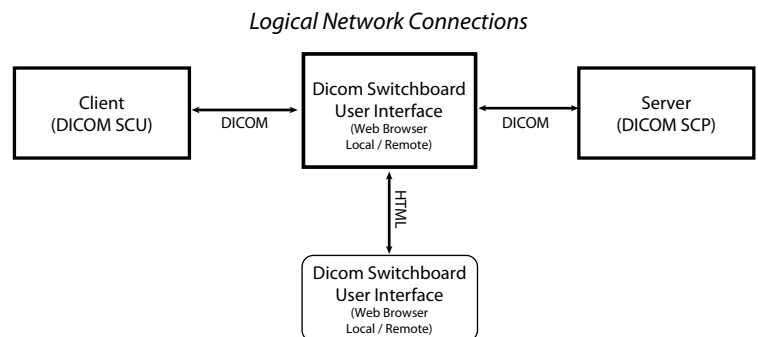 Logical Network Connections
Client
(DICOM SCU)
DICOM
Dicom Switchboard
User Interface
(Web Browser
Local / Remote)
DICOM
Server
(DICOM SCP)
HTML
Dicom Switchboard
User Interface
(Web Browser
Local / Remote)